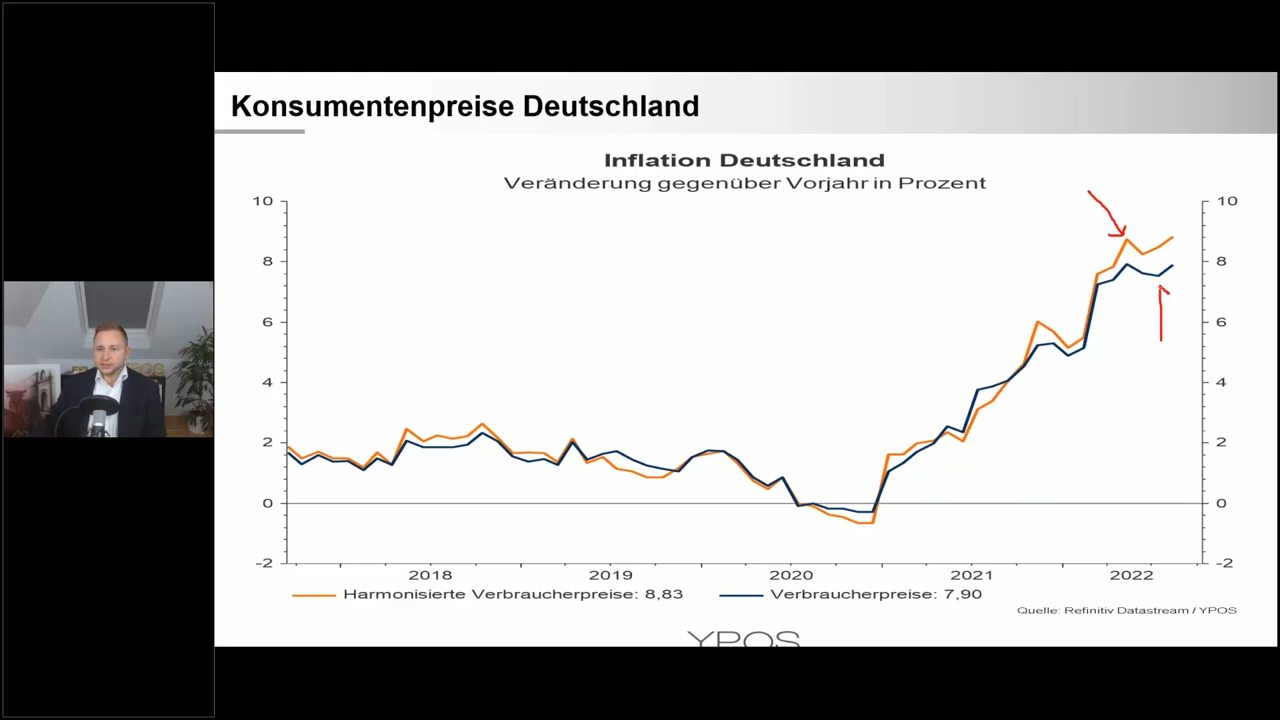 Konsumentenpreise Deutschland
Inflation Deutschland
Veränderung gegenüber Vorjahr in Prozent
10 10
8 8
6 6
4 4
2 2
0 0
-2 -2
2018 2019 2020 2021 2022
Harmonisierte Verbraucherpreise: 8,83 Verbraucherpreise: 7,90
Quelle: Refinitiv Datastream / YPOS
YPOS